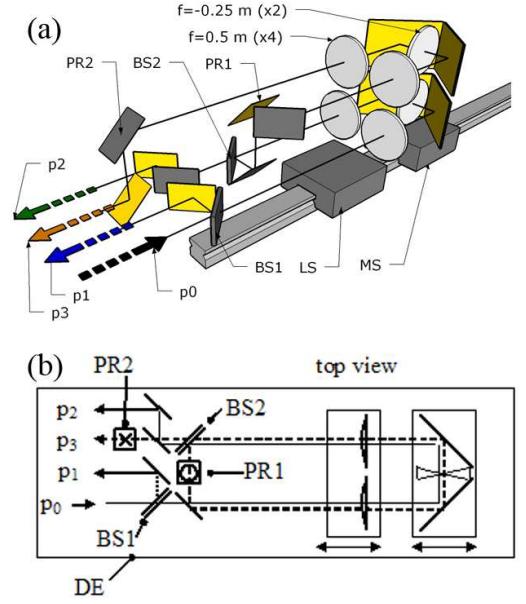 (a)
f=-0.25 m (x2)
f=0.5 m (x4)
PR2 BS2 PR1
p2
p3
p1
p0
BS1 LS MS
(b)
PR2 top view
p₂ BS2
p₃
p₁ PR1
p₀
BS1
DE